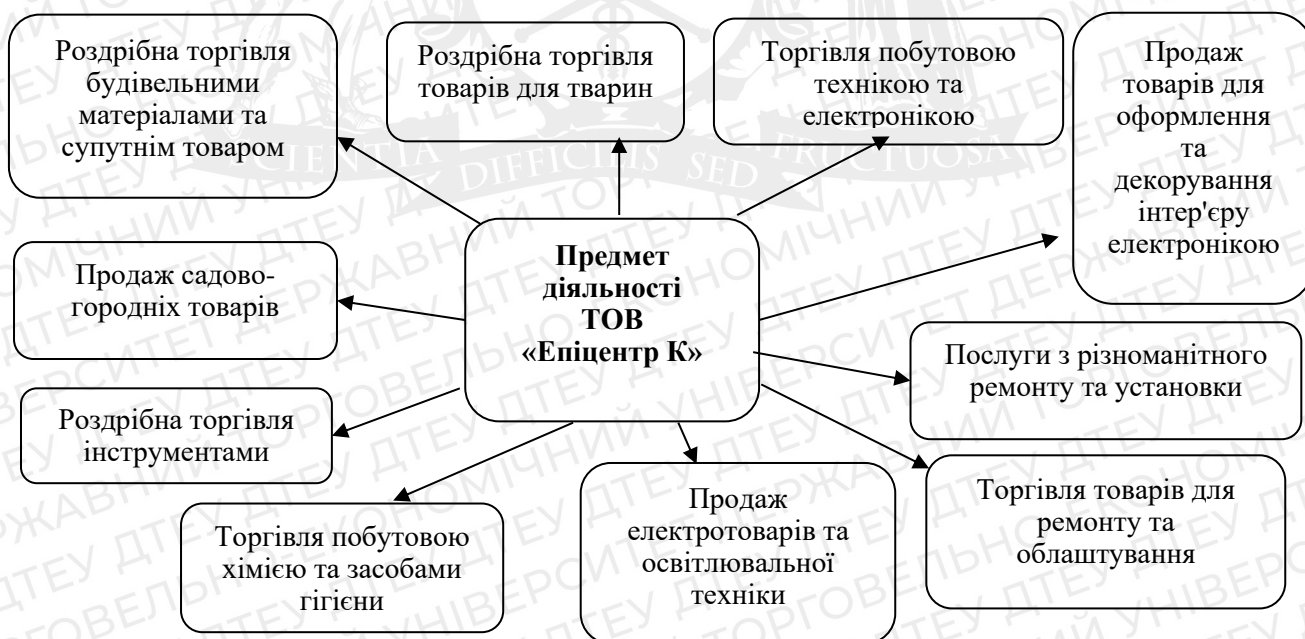 Роздрібна торгівля
будівельними
матеріалами та
супутнім товаром
Роздрібна торгівля
товарів для тварин
Торгівля побутовою
технікою та
електронікою
Продаж
товарів для
оформлення
та
декорування
інтер'єру
електронікою
Предмет
діяльності
ТОВ
«Епіцентр К»
Продаж садово-
городніх товарів
Послуги з різноманітного
ремонту та установки
Роздрібна торгівля
інструментами
Торгівля товарів для
ремонту та
облаштування
Торгівля побутовою
хімією та засобами
гігієни
Продаж
електротоварів та
освітлювальної
техніки
DIFFICILIS SED FRUCTUOSA